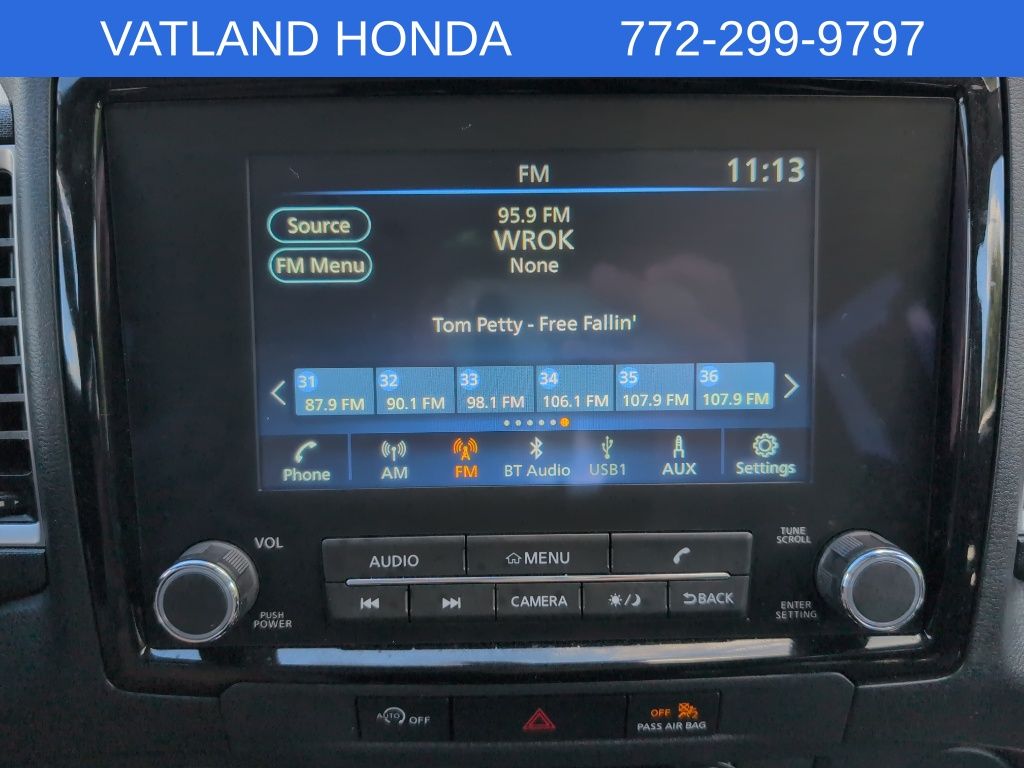 VATLAND HONDA 772-299-9797
FM 11:13
Source
95.9 FM
WROK
FM Menu
None
Tom Petty - Free Fallin'
31 32 33 34 35 36
87.9 FM 90.1 FM 98.1 FM 106.1 FM 107.9 FM 107.9 FM
Phone AM FM BT Audio USB1 AUX Settings
VOL
TUNE
SCROLL
AUDIO MENU
CAMERA BACK
PUSH
POWER
ENTER
SETTING
AUTO OFF
OFF
PASS AIR BAG